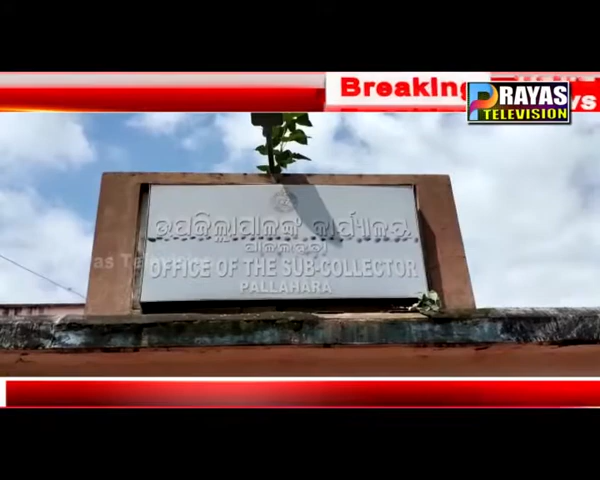 Breaking
PRAYAS
TELEVISION
ଉପଜିଲ୍ଲାପାଳଙ୍କ କାର୍ଯ୍ୟାଳୟ
ପାଲଲହଡ଼ା
OFFICE OF THE SUB-COLLECTOR
PALLAHARA